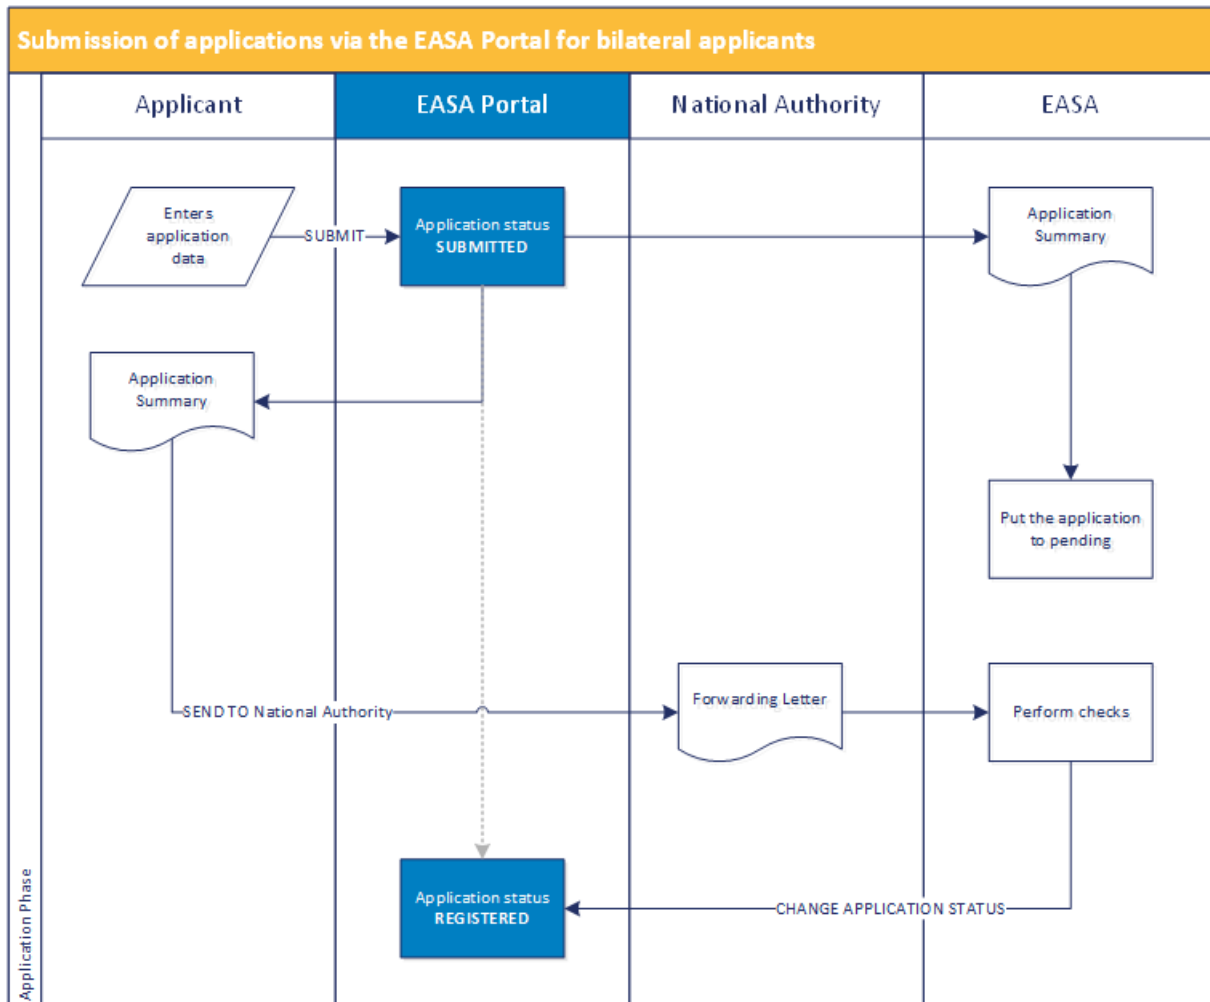 Submission of applications via the EASA Portal for bilateral applicants
Applicant
EASA Portal
National Authority
EASA
Enters
application
data
SUBMIT
Application status
SUBMITTED
Application
Summary
Application
Summary
Put the application
to pending
SEND TO National Authority
Forwarding Letter
Perform checks
Application status
REGISTERED
CHANGE APPLICATION STATUS
Application Phase